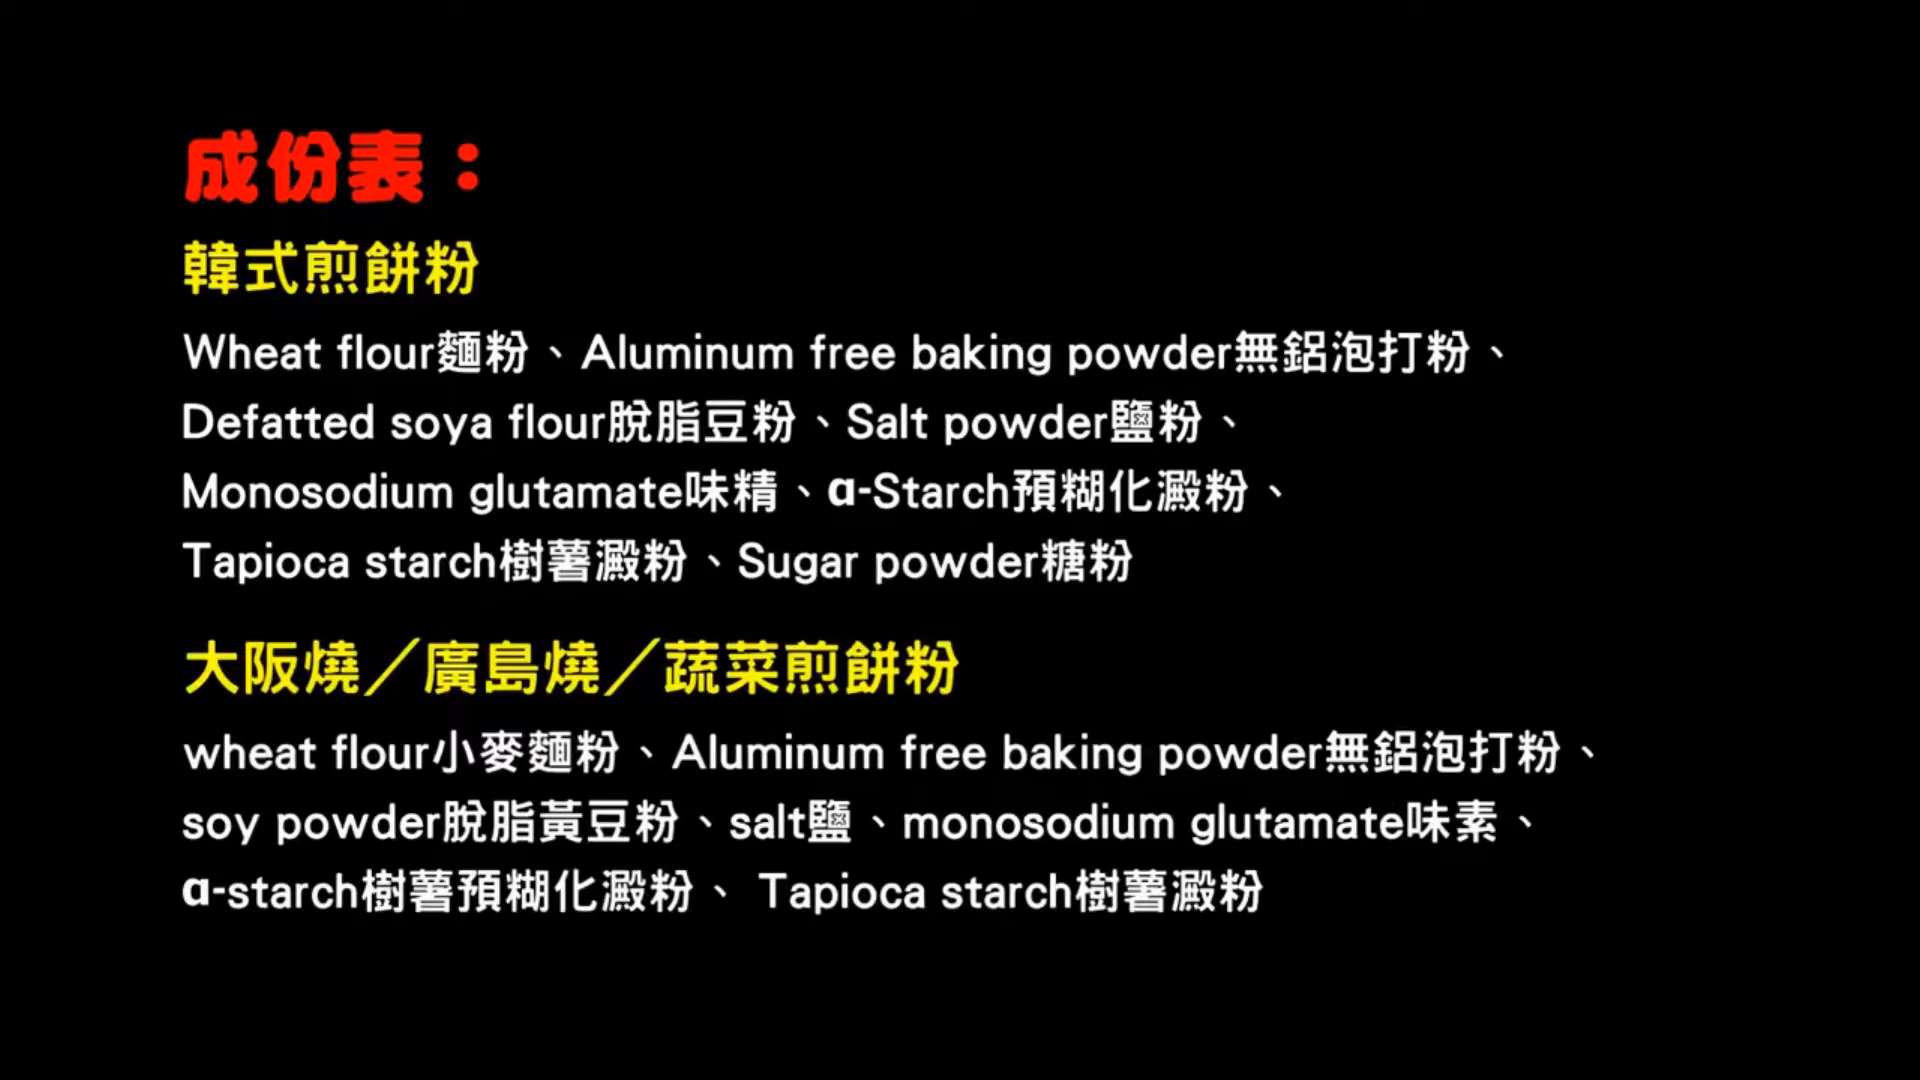 成份表：
韓式煎餅粉
Wheat flour麵粉、Aluminum free baking powder無鋁泡打粉、
Defatted soya flour脫脂豆粉、Salt powder鹽粉、
Monosodium glutamate味精、α-Starch預糊化澱粉、
Tapioca starch樹薯澱粉、Sugar powder糖粉
大阪燒／廣島燒／蔬菜煎餅粉
wheat flour小麥麵粉、Aluminum free baking powder無鋁泡打粉、
soy powder脫脂黃豆粉、salt鹽、monosodium glutamate味素、
α-starch樹薯預糊化澱粉、 Tapioca starch樹薯澱粉